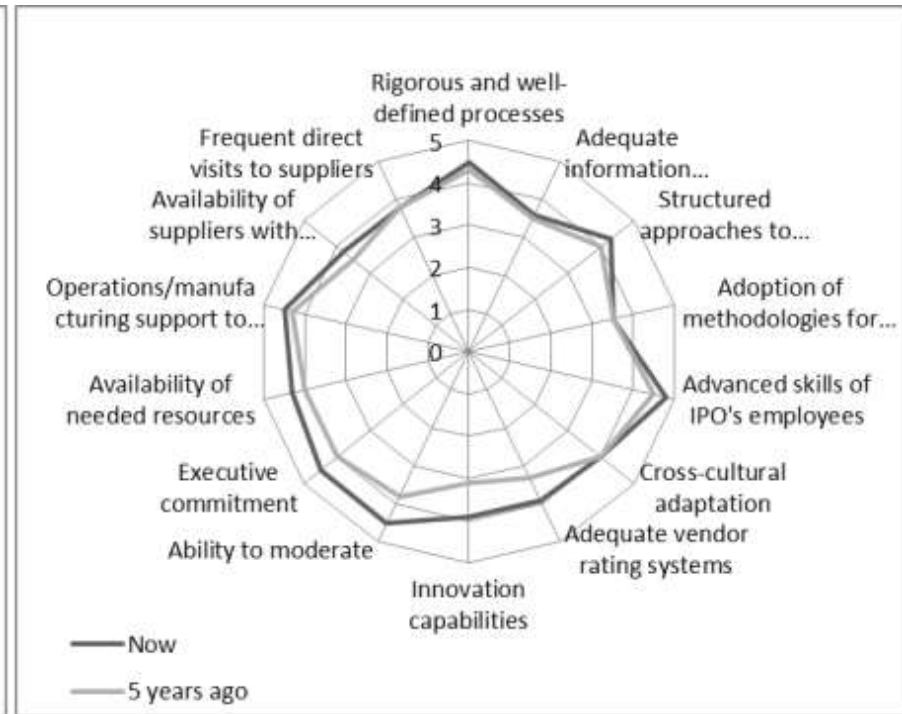 Rigorous and well-
defined processes
Adequate
information...
Structured
approaches to...
Adoption of
methodologies for...
Advanced skills of
IPO's employees
Cross-cultural
adaptation
Adequate vendor
rating systems
Innovation
capabilities
Ability to moderate
Executive
commitment
Availability of
needed resources
Operations/manufa
cturing support to...
Availability of
suppliers with...
Frequent direct
visits to suppliers
5
4
3
2
1
0
Now
5 years ago